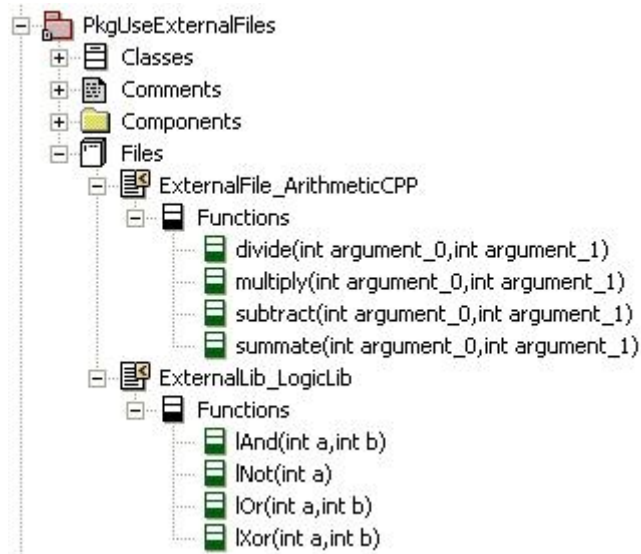 PkgUseExternalFiles
Classes
Comments
Components
Files
ExternalFile_ArithmeticCPP
Functions
divide(int argument_0,int argument_1)
multiply(int argument_0,int argument_1)
subtract(int argument_0,int argument_1)
summate(int argument_0,int argument_1)
ExternalLib_LogicLib
Functions
lAnd(int a,int b)
lNot(int a)
lOr(int a,int b)
lXor(int a,int b)